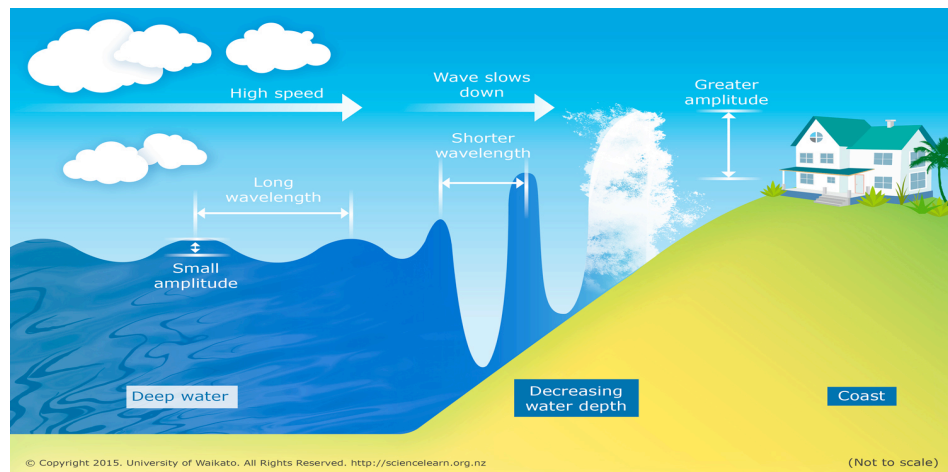 High speed
Wave slows
down
Greater
amplitude
Shorter
wavelength
Long
wavelength
Small
amplitude
Deep water
Decreasing
water depth
Coast
© Copyright 2015. University of Waikato. All Rights Reserved. http://sciencelearn.org.nz
(Not to scale)